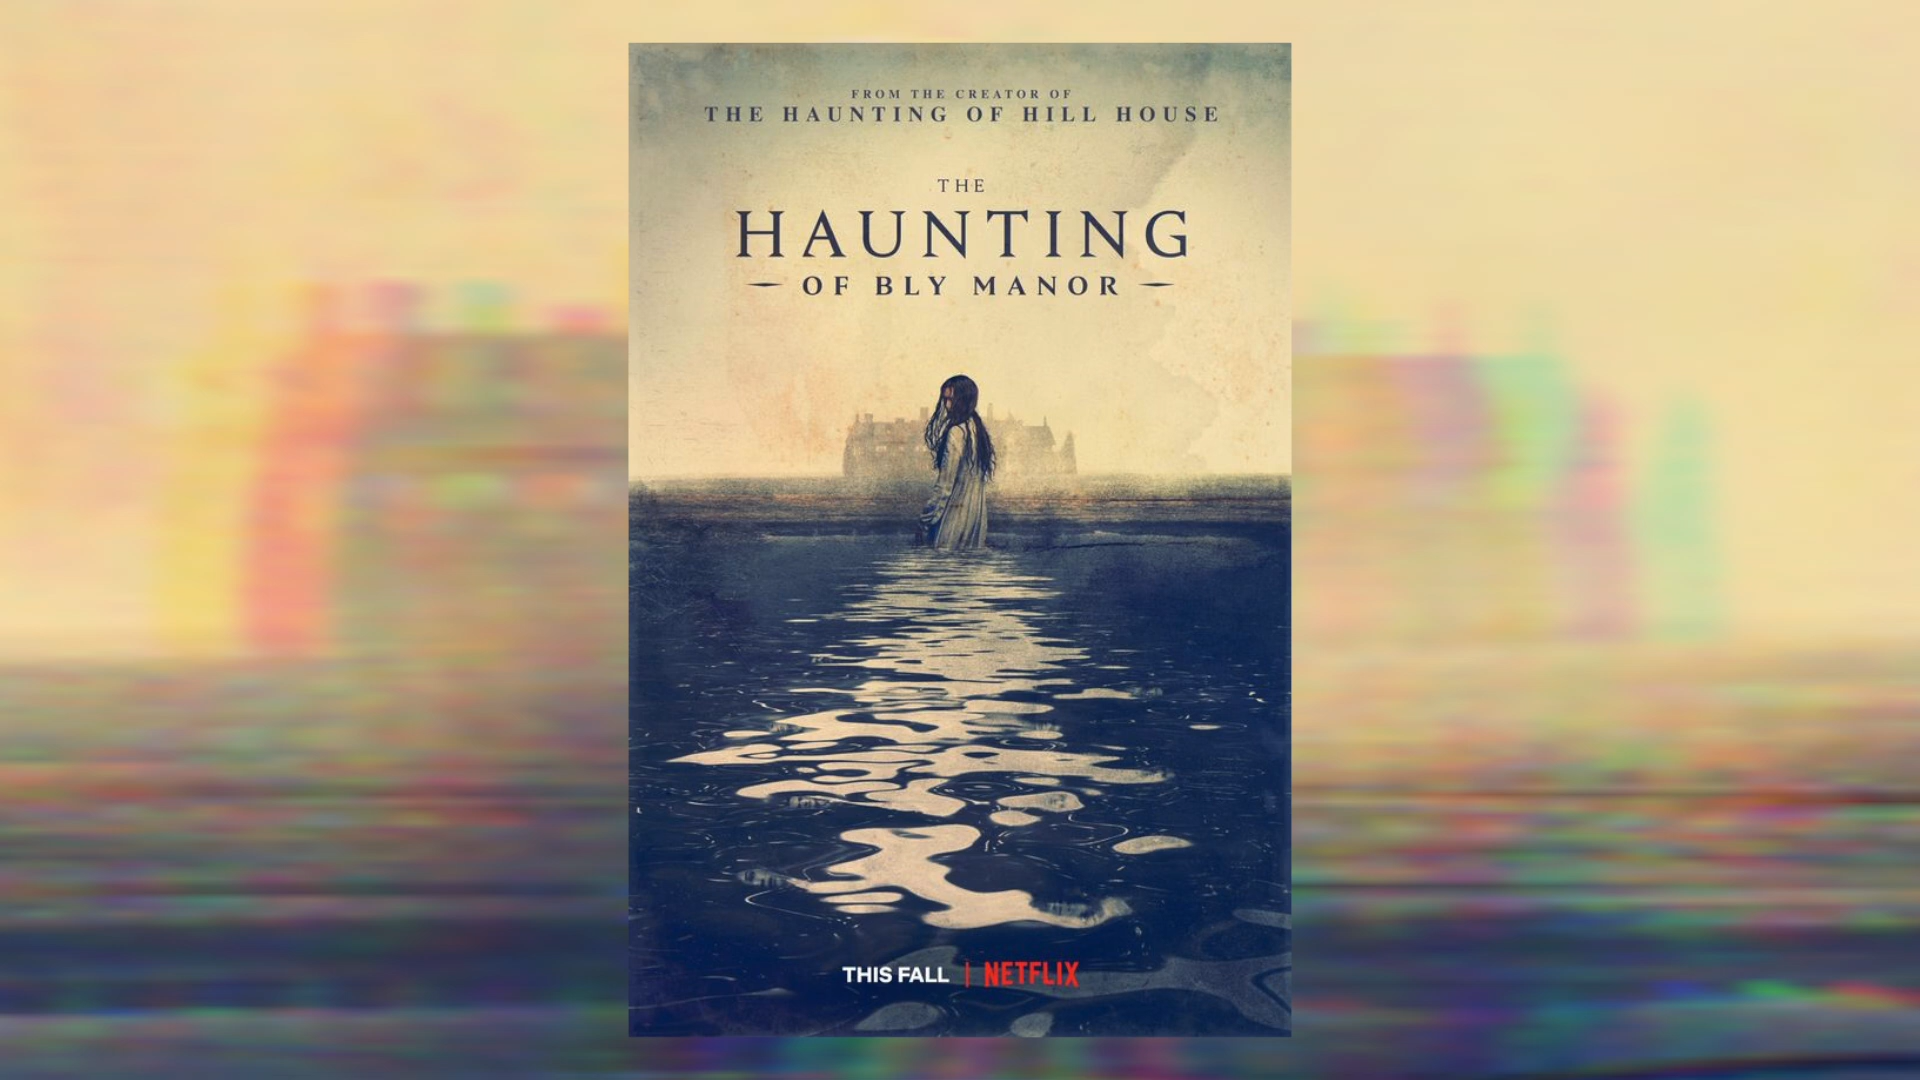 FROM THE CREATOR OF
THE HAUNTING OF HILL HOUSE
THE
HAUNTING
OF BLY MANOR
THIS FALL | NETFLIX